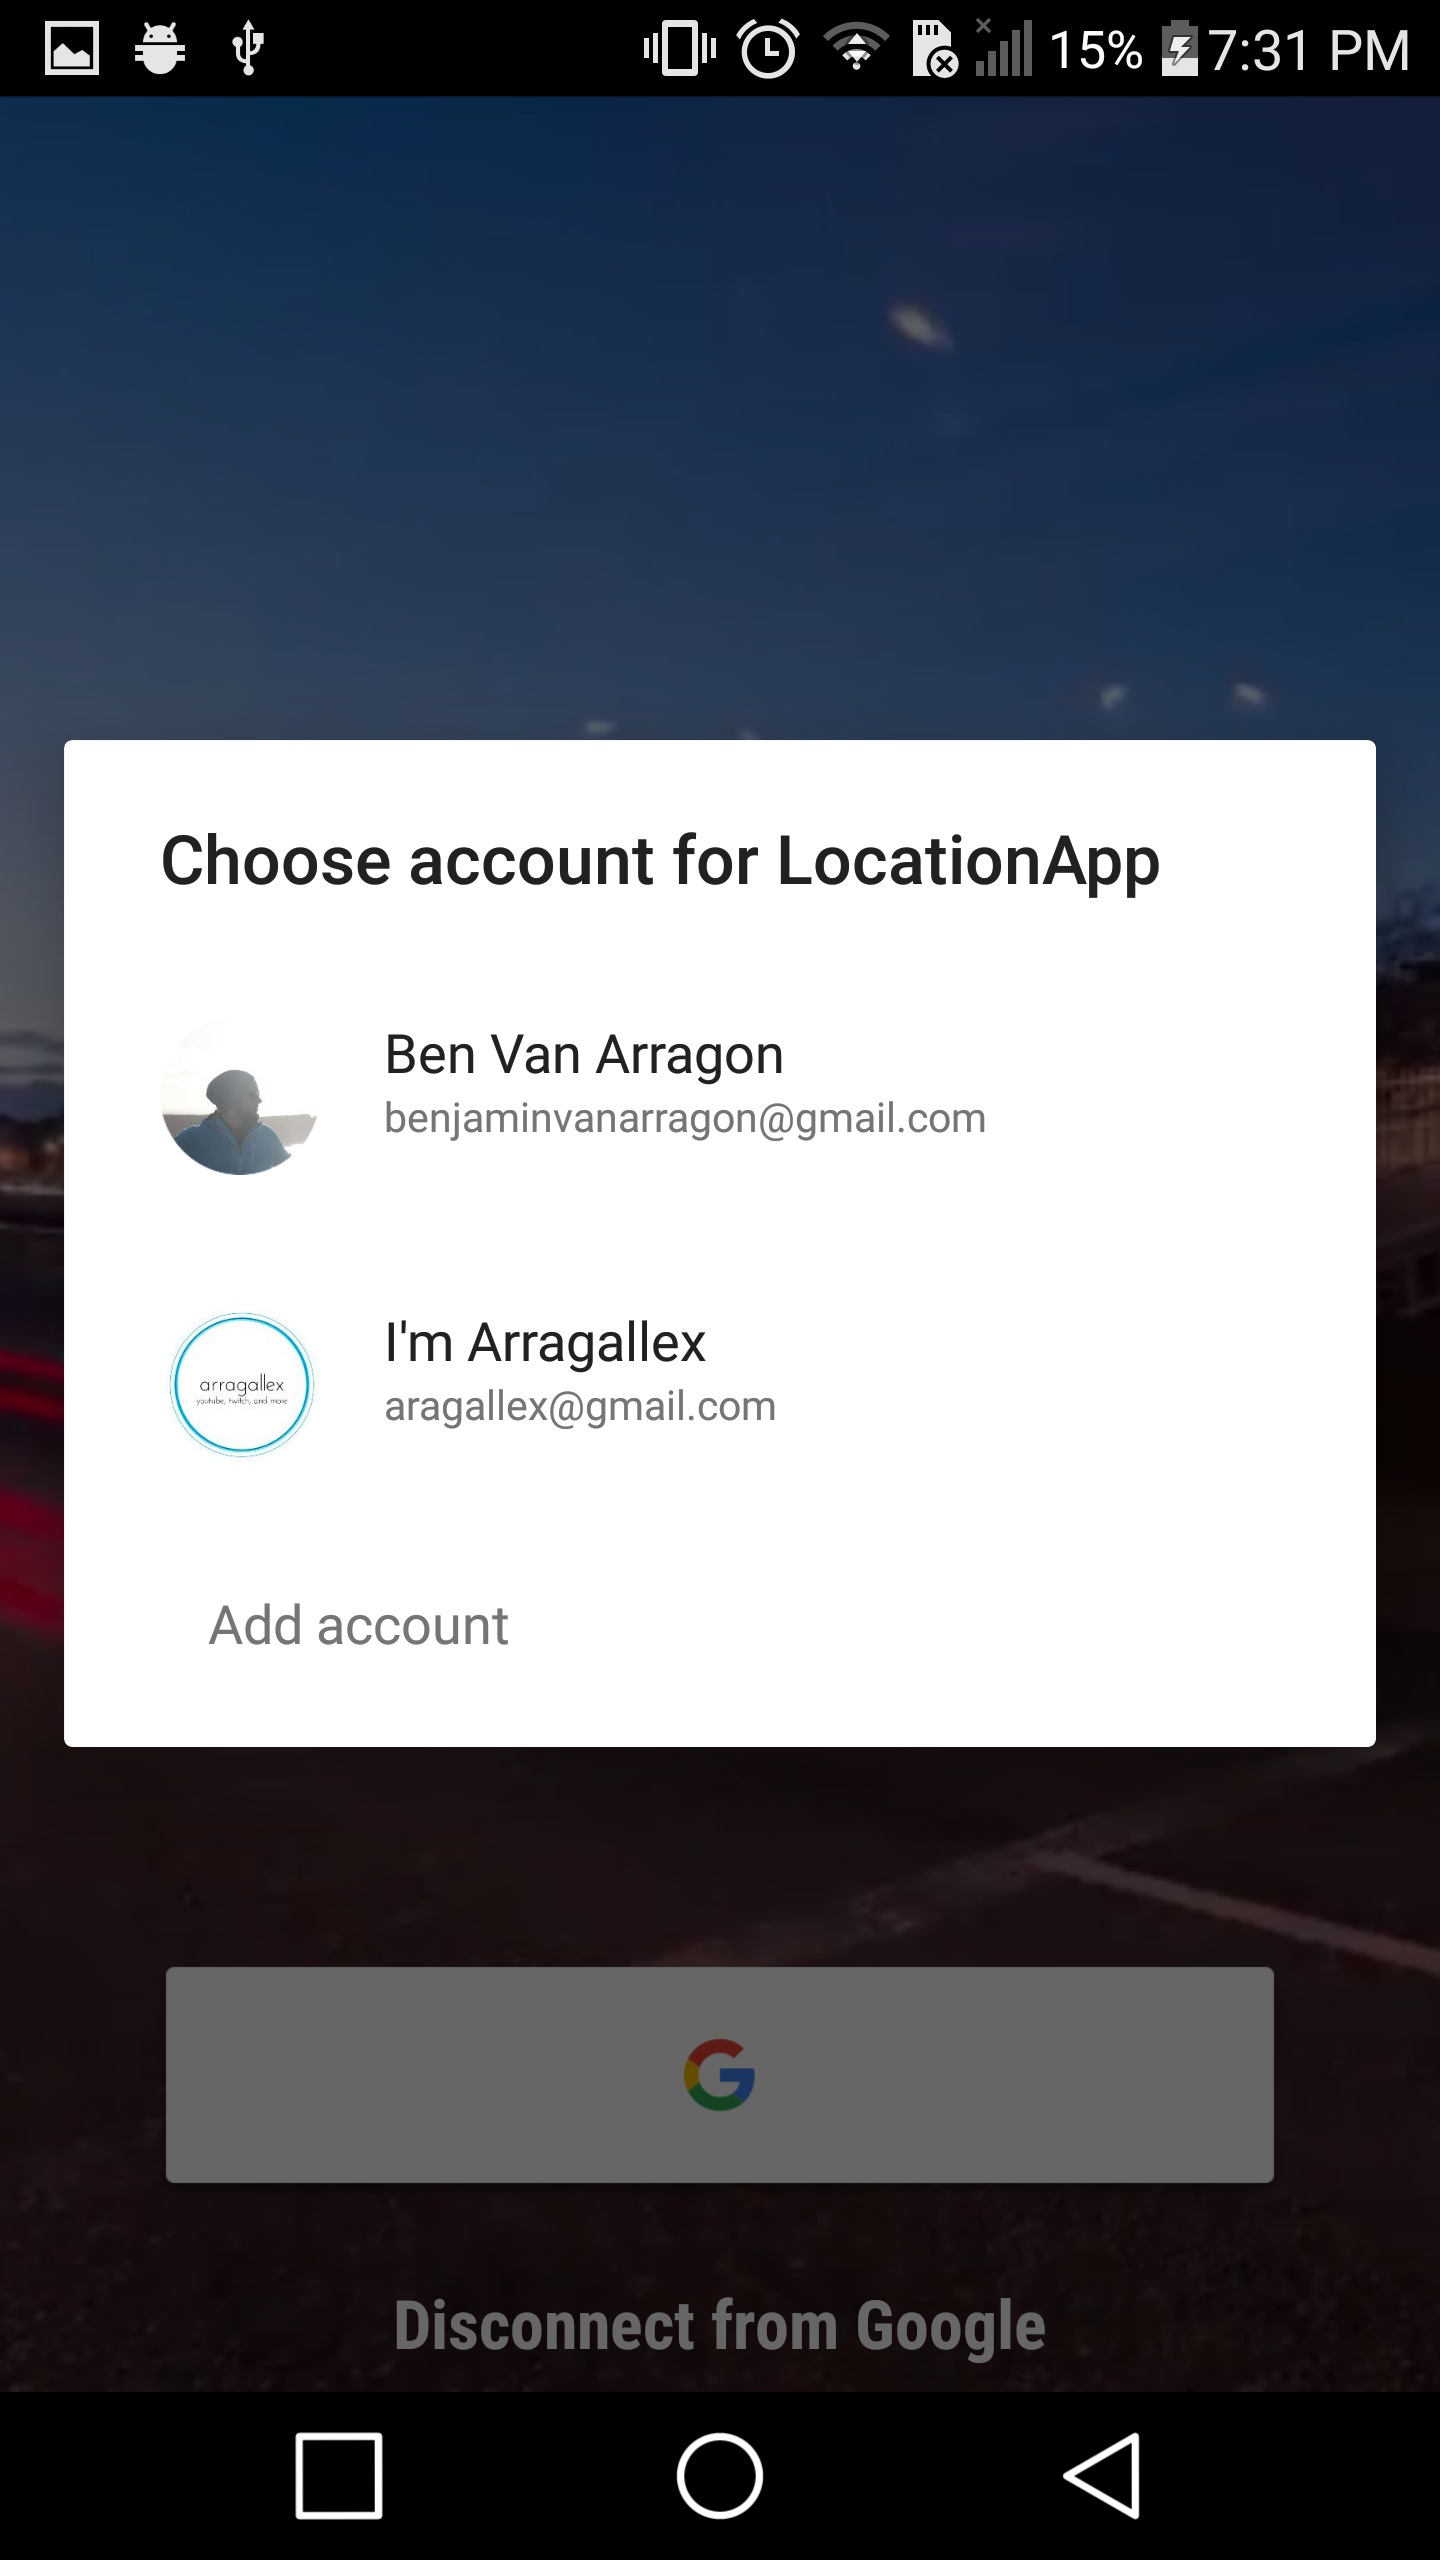 15% 7:31 PM
Choose account for LocationApp
Ben Van Arragon
benjaminvanarragon@gmail.com
I'm Arragallex
aragallex@gmail.com
arragallex
youtube, twitch, and more
Add account
Disconnect from Google